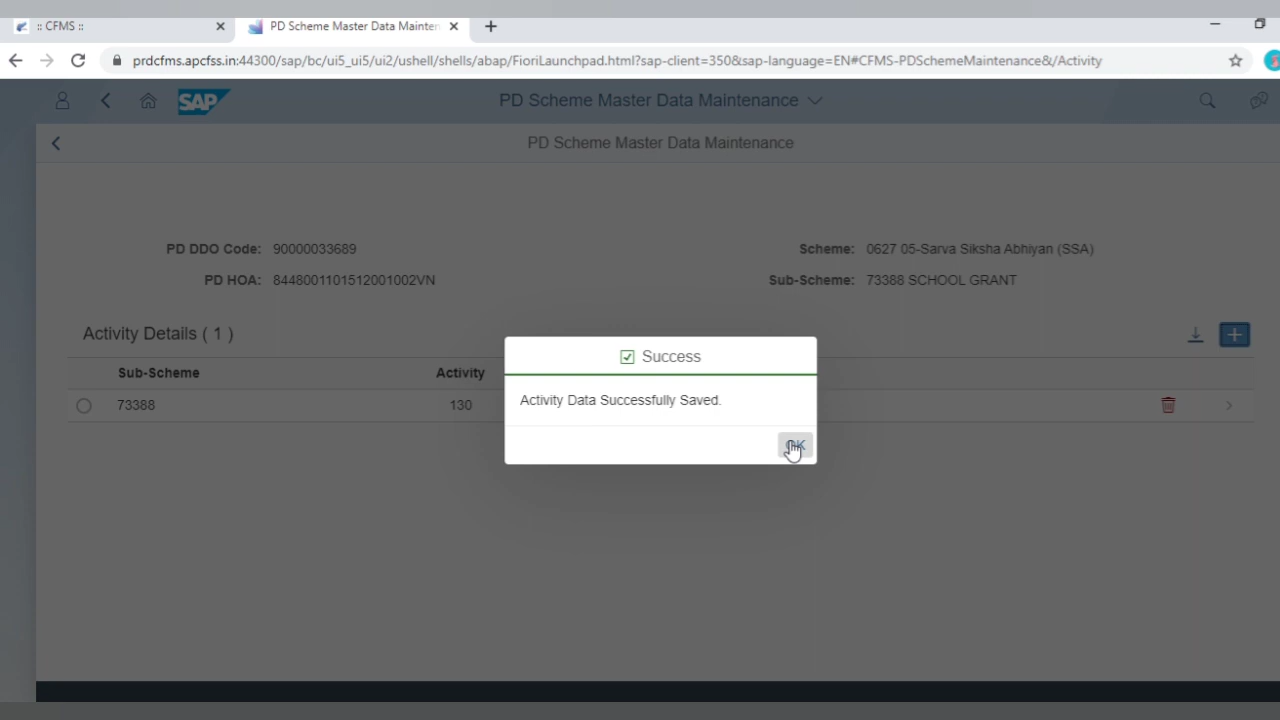 :: CFMS ::
PD Scheme Master Data Mainten
prdcfms.apcfss.in:44300/sap/bc/ui5_ui5/ui2/ushell/shells/abap/FioriLaunchpad.html?sap-client=350&sap-language=EN#CFMS-PDSchemeMaintenance&/Activity
SAP
PD Scheme Master Data Maintenance
PD Scheme Master Data Maintenance
PD DDO Code: 90000033689
Scheme: 0627 05-Sarva Siksha Abhiyan (SSA)
PD HOA: 8448001101512001002VN
Sub-Scheme: 73388 SCHOOL GRANT
Activity Details ( 1 )
Sub-Scheme Activity
73388 130
Success
Activity Data Successfully Saved.
OK